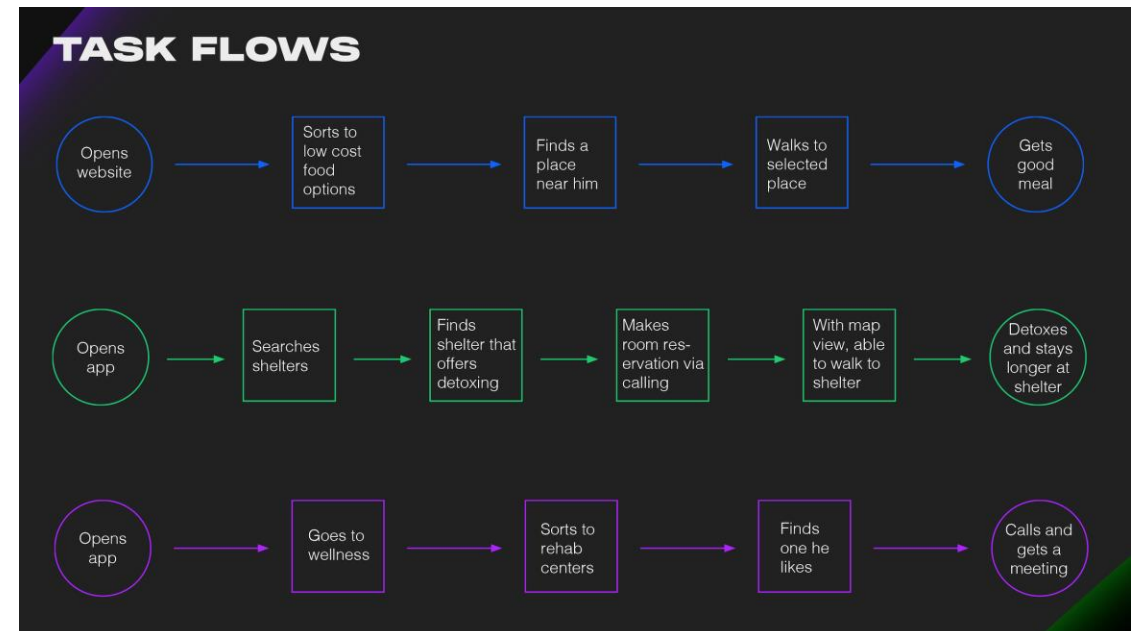 TASK FLOWS
Opens
website
Sorts to
low cost
food
options
Finds a
place
near him
Walks to
selected
place
Gets
good
meal
Opens
app
Searches
shelters
Finds
shelter that
offers
detoxing
Makes
room res-
ervation via
calling
With map
view, able
to walk to
shelter
Detoxes
and stays
longer at
shelter
Opens
app
Goes to
wellness
Sorts to
rehab
centers
Finds
one he
likes
Calls and
gets a
meeting